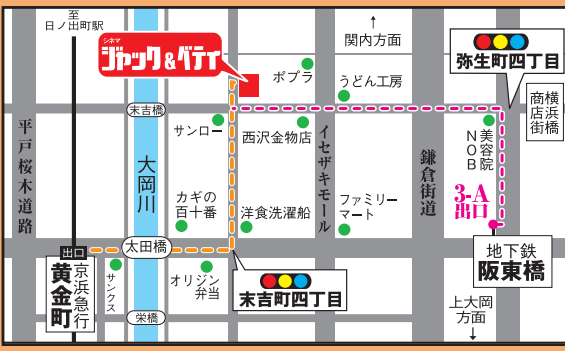 至
日ノ出町駅
シネマ
ジャック&ベティ
↑
関内方面
弥生町四丁目
ポプラ
うどん工房
横浜橋
商店街
末吉橋
サンロー
西沢金物店
美容院
NOB
平戸桜木道路
大岡川
イセザキモール
鎌倉街道
カギの
百十番
洋食洗濯船
ファミリー
マート
3-A
出口
太田橋
出口
京浜急行
黄金町
サンクス
オリジン
弁当
末吉町四丁目
地下鉄
阪東橋
栄橋
上大岡
方面
↓